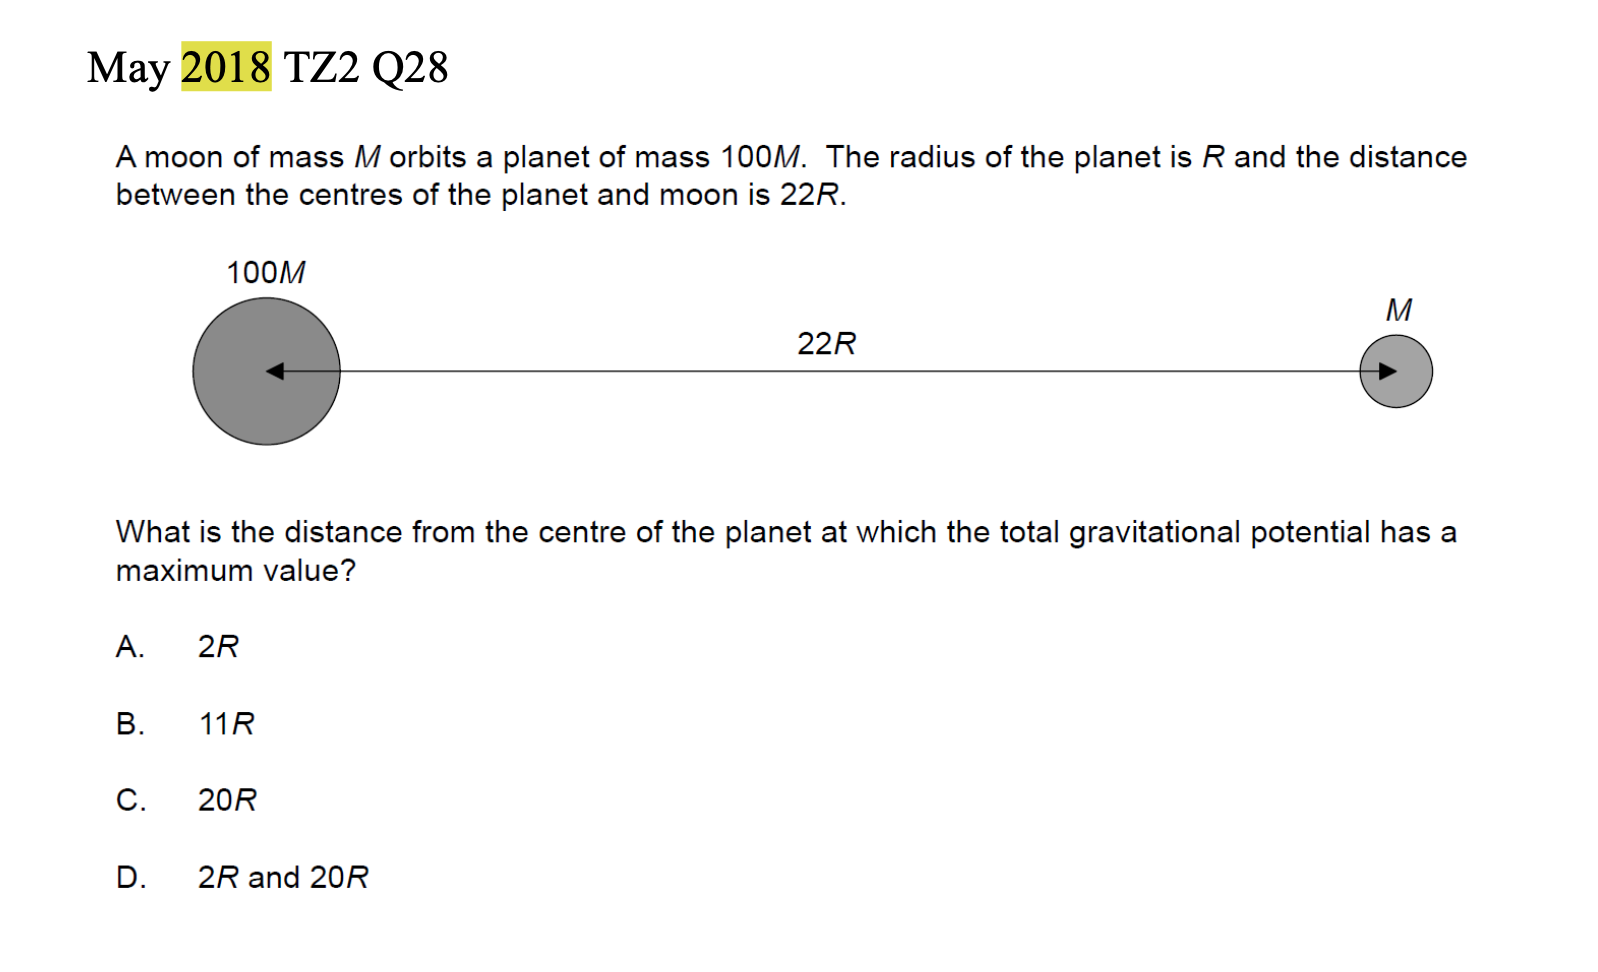 May 2018 TZ2 Q28
A moon of mass M orbits a planet of mass 100M. The radius of the planet is R and the distance
between the centres of the planet and moon is 22R.
100M
M
22R
What is the distance from the centre of the planet at which the total gravitational potential has a
maximum value?
A. 2R
B. 11R
C. 20R
D. 2R and 20R